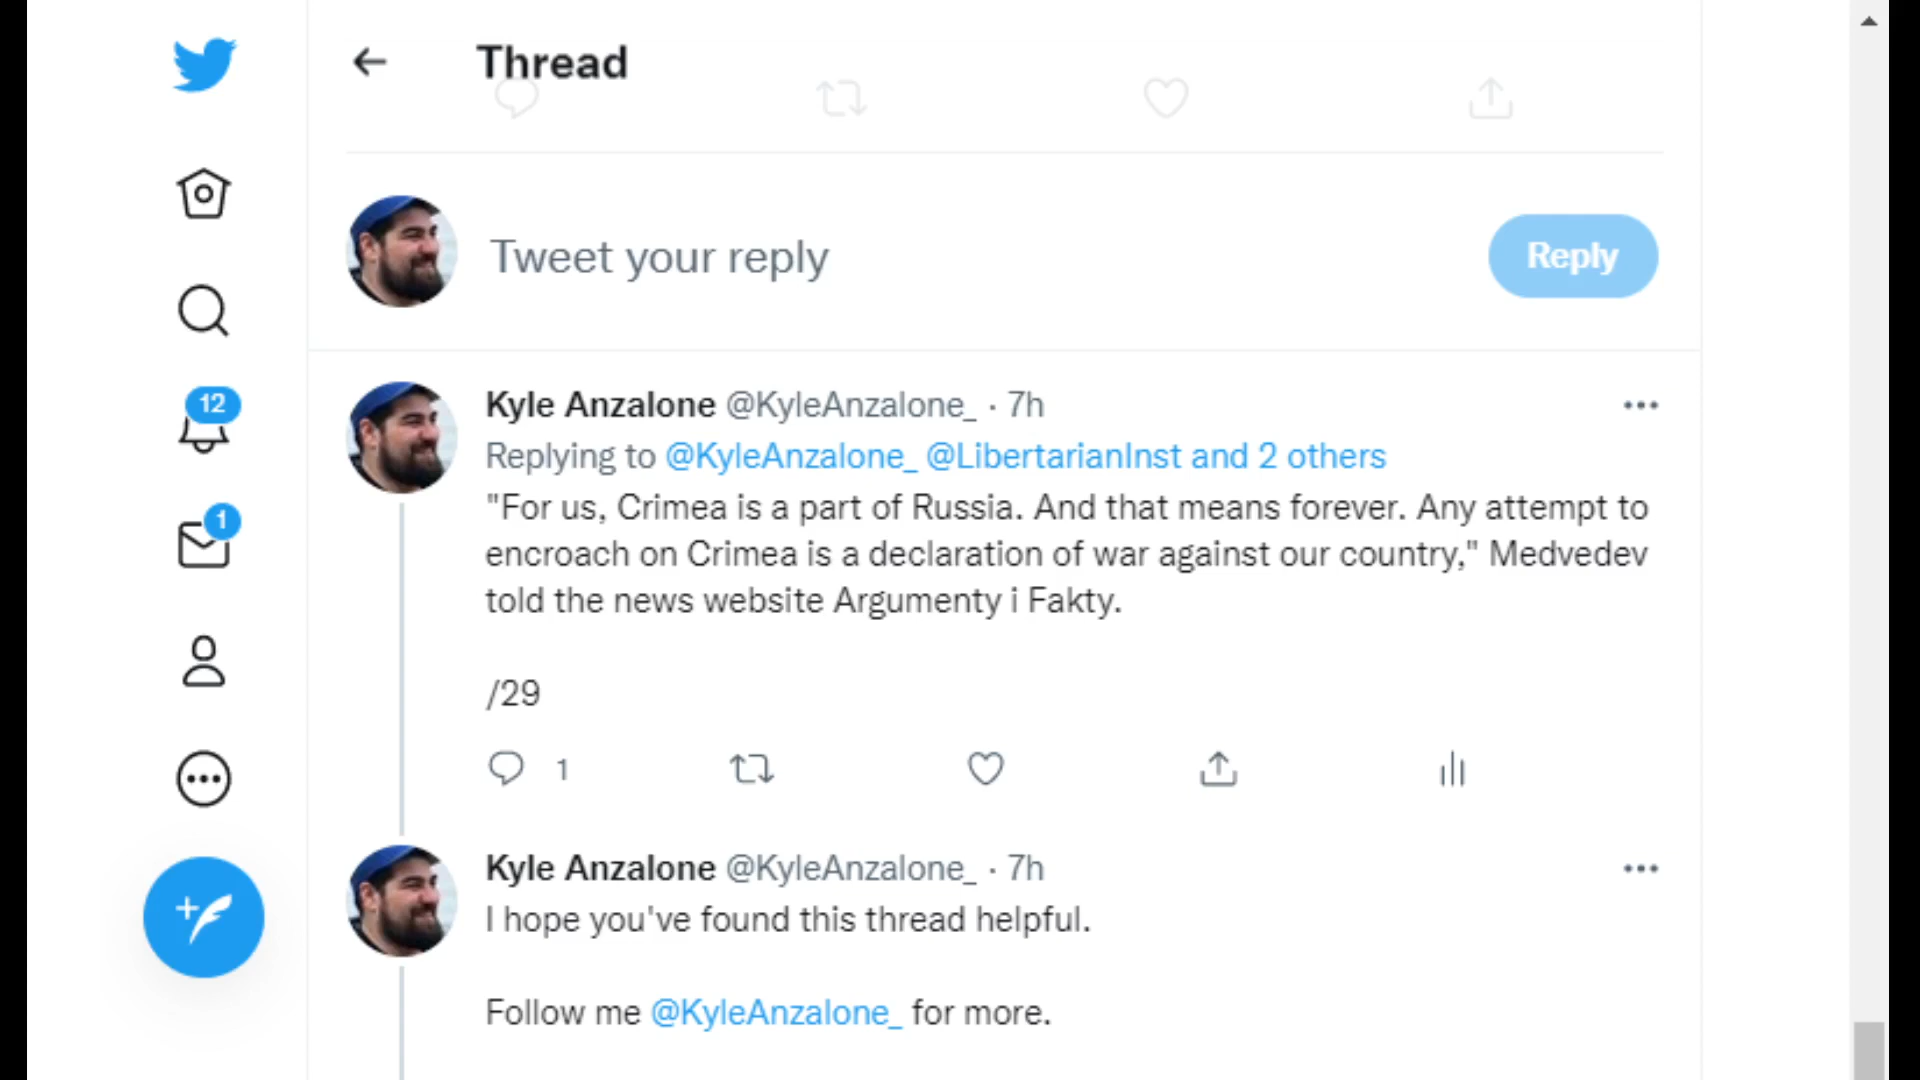 Thread
Tweet your reply
Reply
12
Kyle Anzalone @KyleAnzalone_ · 7h
Replying to @KyleAnzalone_ @LibertarianInst and 2 others
"For us, Crimea is a part of Russia. And that means forever. Any attempt to
encroach on Crimea is a declaration of war against our country," Medvedev
told the news website Argumenty i Fakty.
1
/29
1
Kyle Anzalone @KyleAnzalone_ · 7h
I hope you've found this thread helpful.
Follow me @KyleAnzalone_ for more.